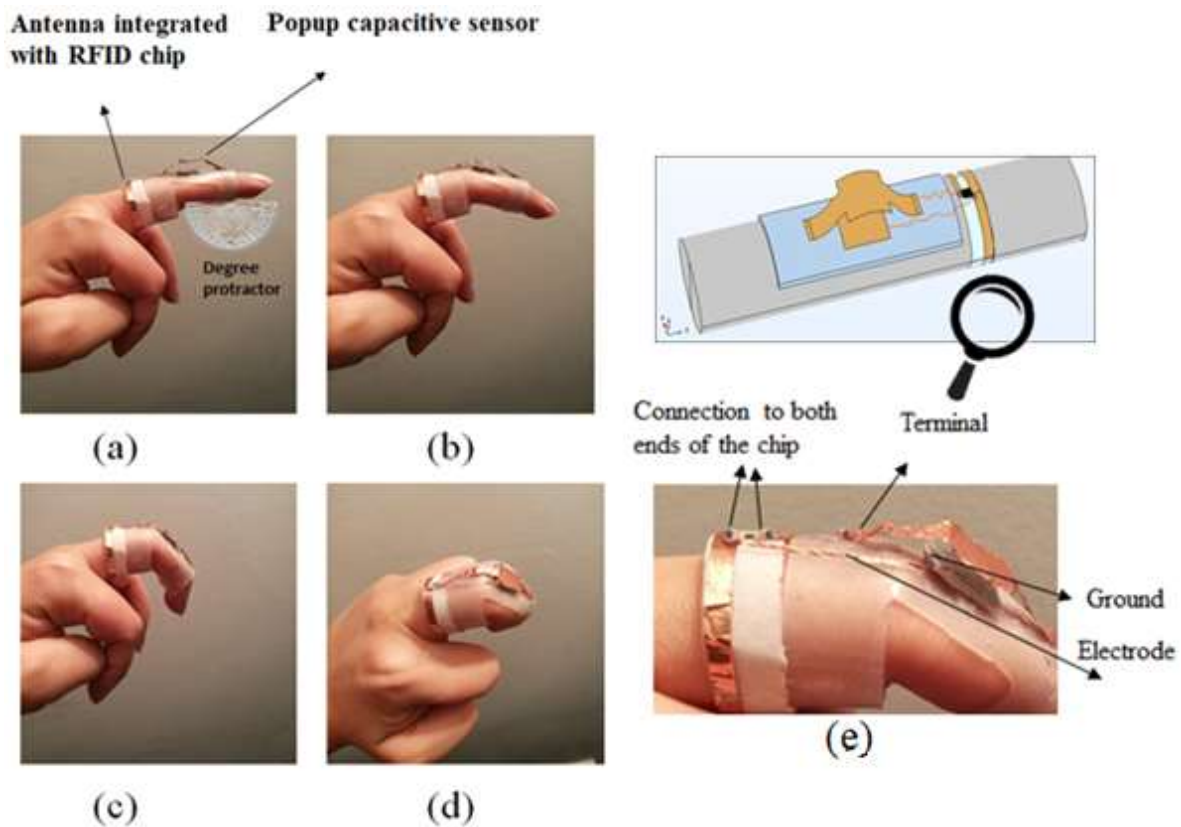 Antenna integrated
with RFID chip
Popup capacitive sensor
Degree
protractor
(a)
(b)
Connection to both
ends of the chip
Terminal
Ground
Electrode
(e)
(c)
(d)